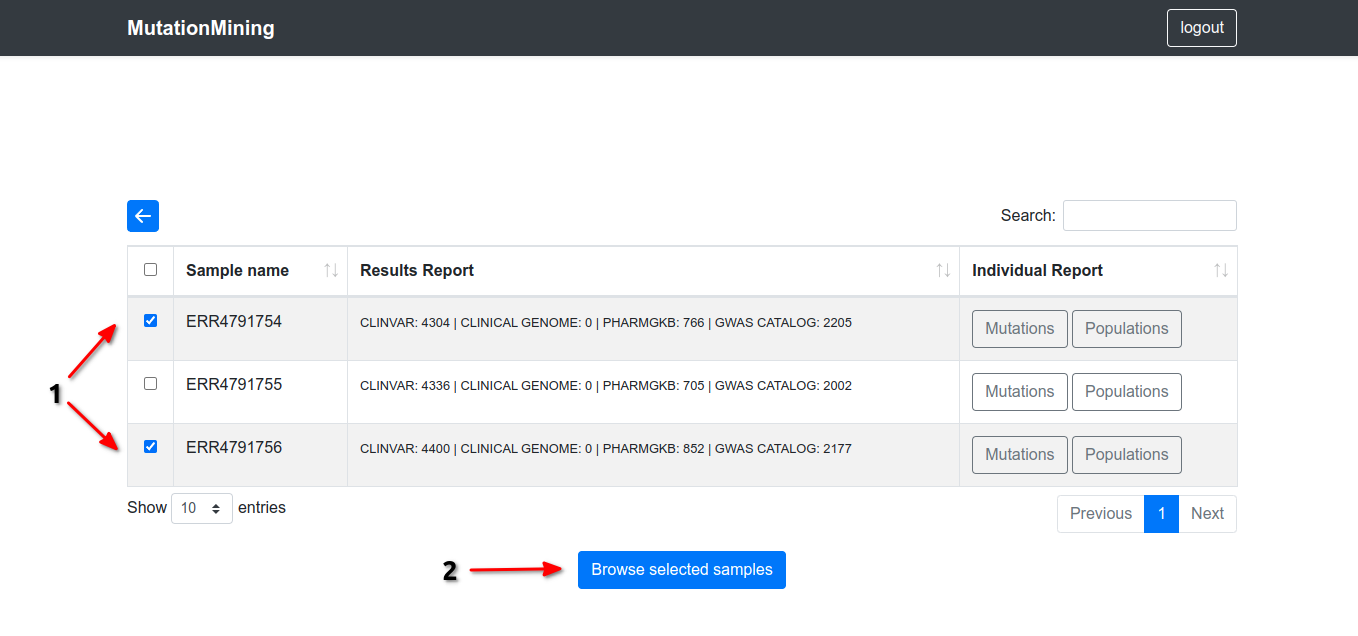 MutationMining logout
Search:
Sample name Results Report Individual Report
ERR4791754 CLINVAR: 4304 | CLINICAL GENOME: 0 | PHARMGKB: 766 | GWAS CATALOG: 2205 Mutations Populations
1
ERR4791755 CLINVAR: 4336 | CLINICAL GENOME: 0 | PHARMGKB: 705 | GWAS CATALOG: 2002 Mutations Populations
ERR4791756 CLINVAR: 4400 | CLINICAL GENOME: 0 | PHARMGKB: 852 | GWAS CATALOG: 2177 Mutations Populations
Show 10 entries Previous 1 Next
2 Browse selected samples